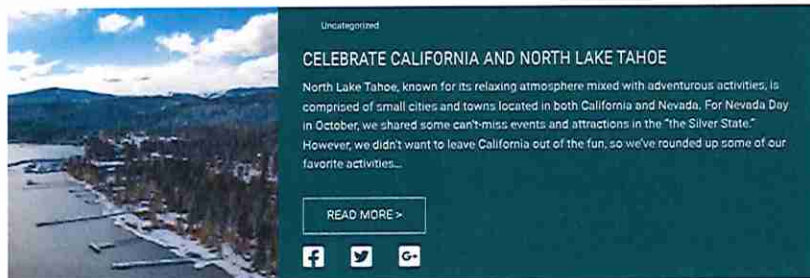 Uncategorized
CELEBRATE CALIFORNIA AND NORTH LAKE TAHOE
North Lake Tahoe, known for its relaxing atmosphere mixed with adventurous activities, is
comprised of small cities and towns located in both California and Nevada. For Nevada Day
in October, we shared some can't-miss events and attractions in the "the Silver State."
However, we didn't want to leave California out of the fun, so we've rounded up some of our
favorite activities...
READ MORE >
G+